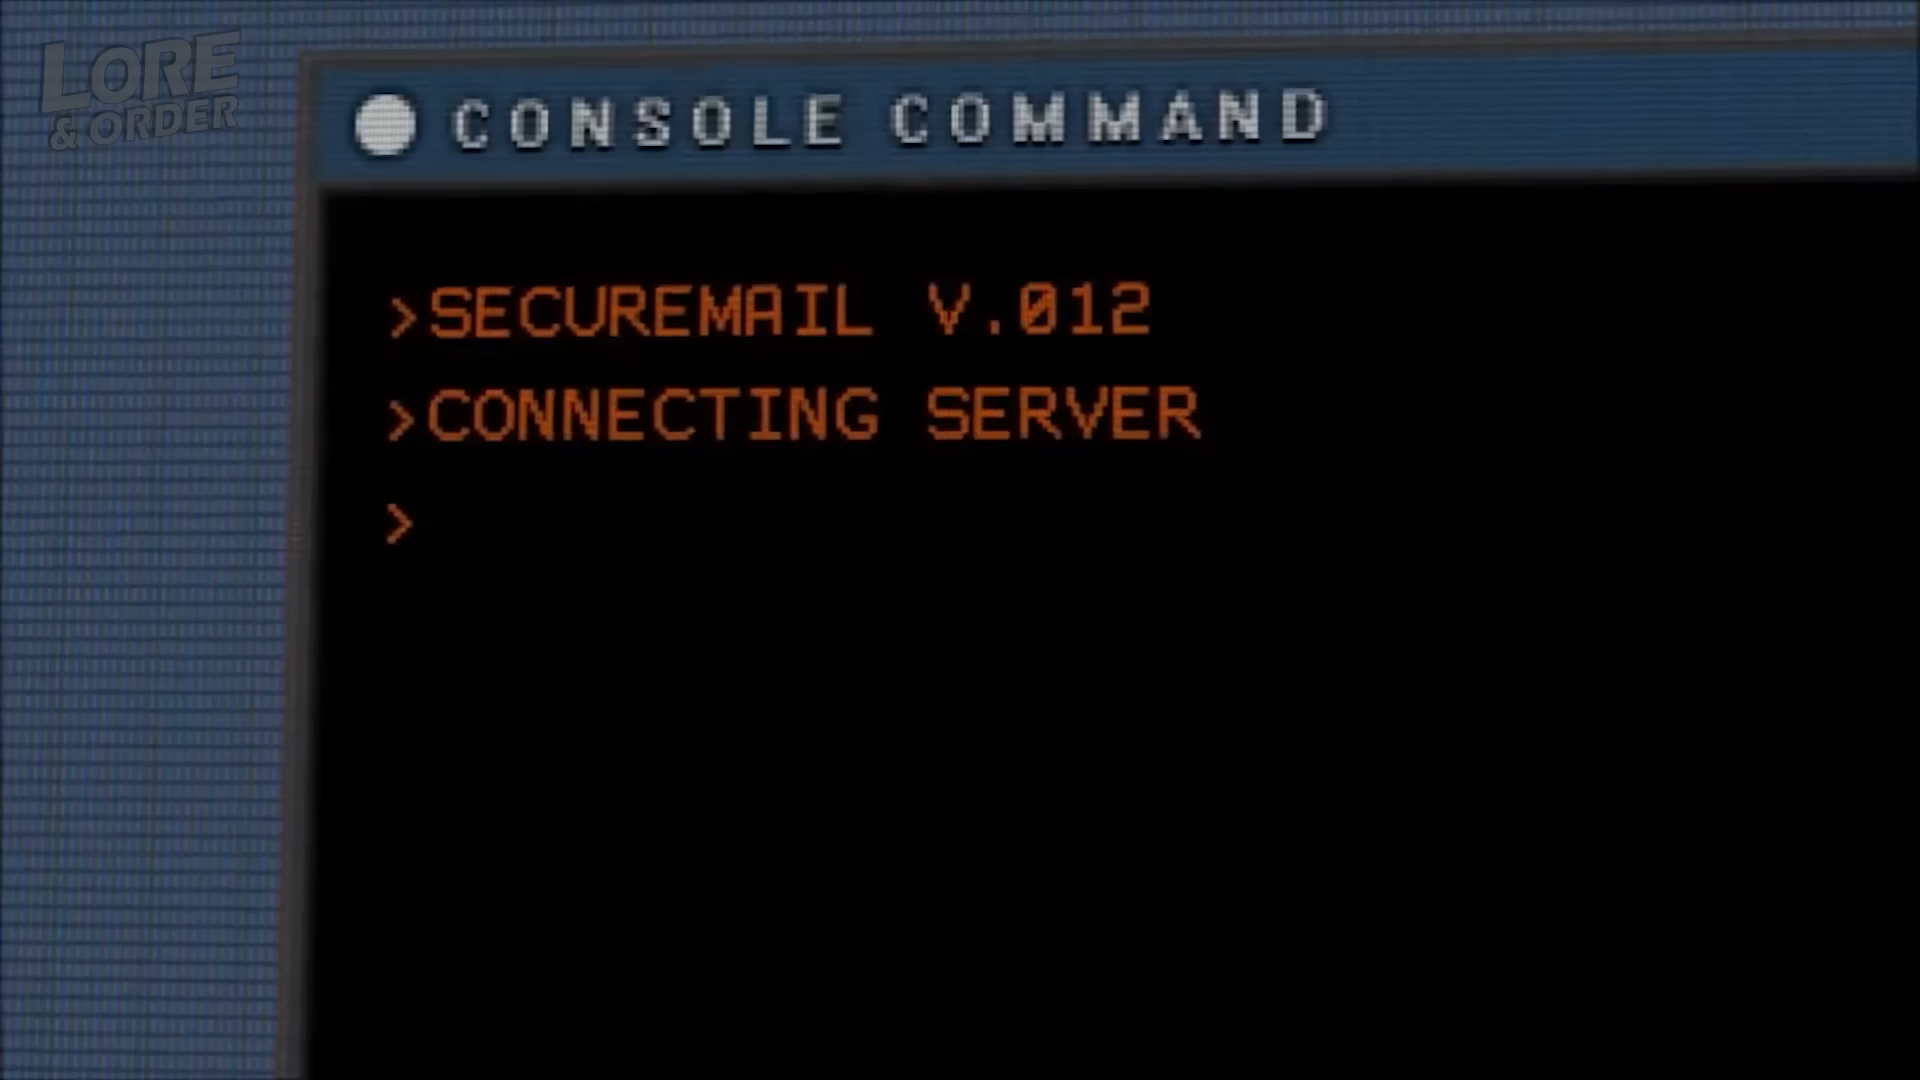 LORE
& ORDER
CONSOLE COMMAND
>SECUREMAIL V.012
>CONNECTING SERVER
>